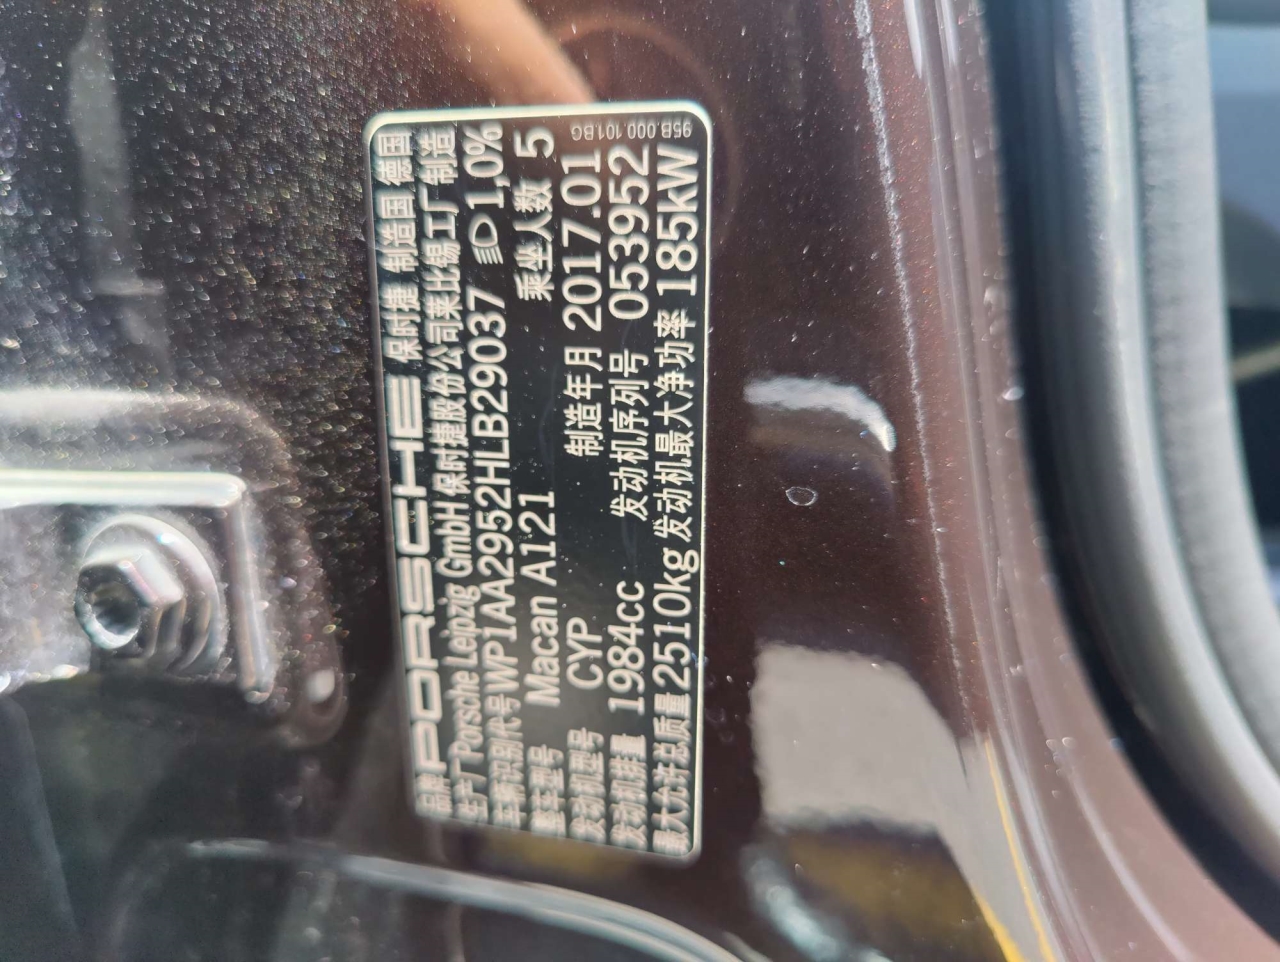 品牌 PORSCHE 保时捷 制造国 德国
生产厂 Porsche Leipzig GmbH 保时捷股份公司莱比锡工厂制造
车辆识别代号 WP1AA2952HLB29037 1,0%
整车型号 Macan A121 乘坐人数 5
发动机型号 CYP 制造年月 2017.01
发动机排量 1984cc 发动机序列号 053952
最大允许总质量 2510kg 发动机最大净功率 185kW
95B.000.101.BG